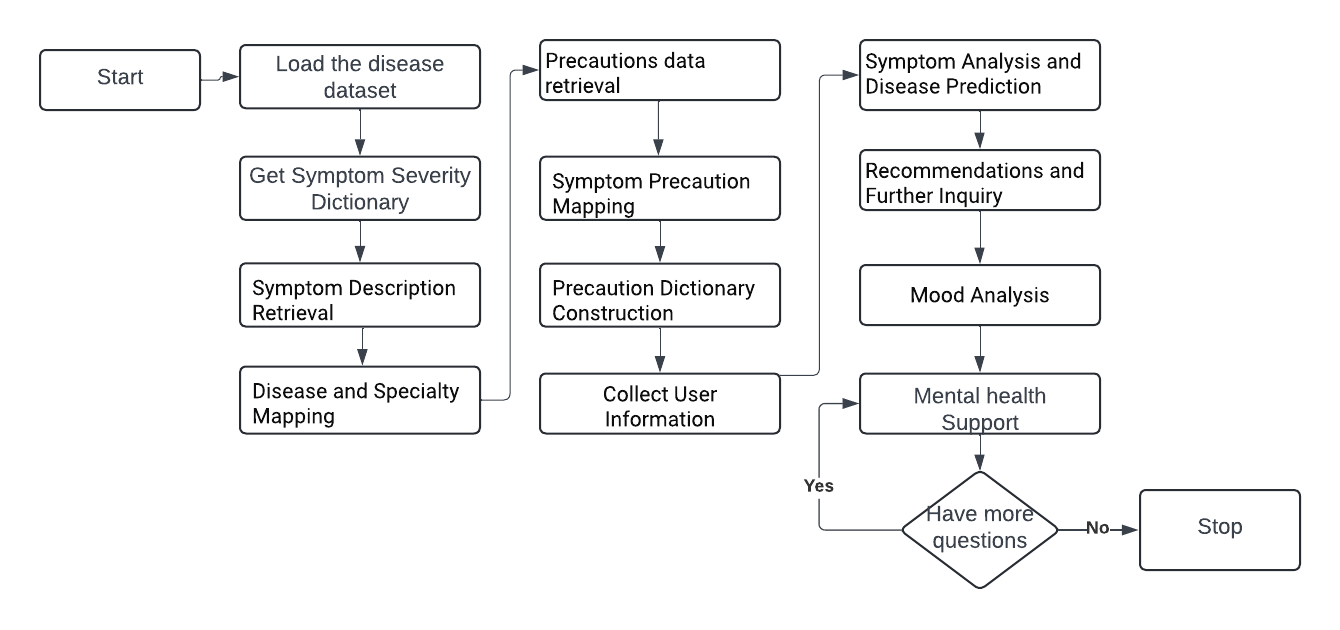 Start
Load the disease
dataset
Get Symptom Severity
Dictionary
Symptom Description
Retrieval
Disease and Specialty
Mapping
Precautions data
retrieval
Symptom Precaution
Mapping
Precaution Dictionary
Construction
Collect User
Information
Symptom Analysis and
Disease Prediction
Recommendations and
Further Inquiry
Mood Analysis
Mental health
Support
Yes
Have more
questions
No
Stop